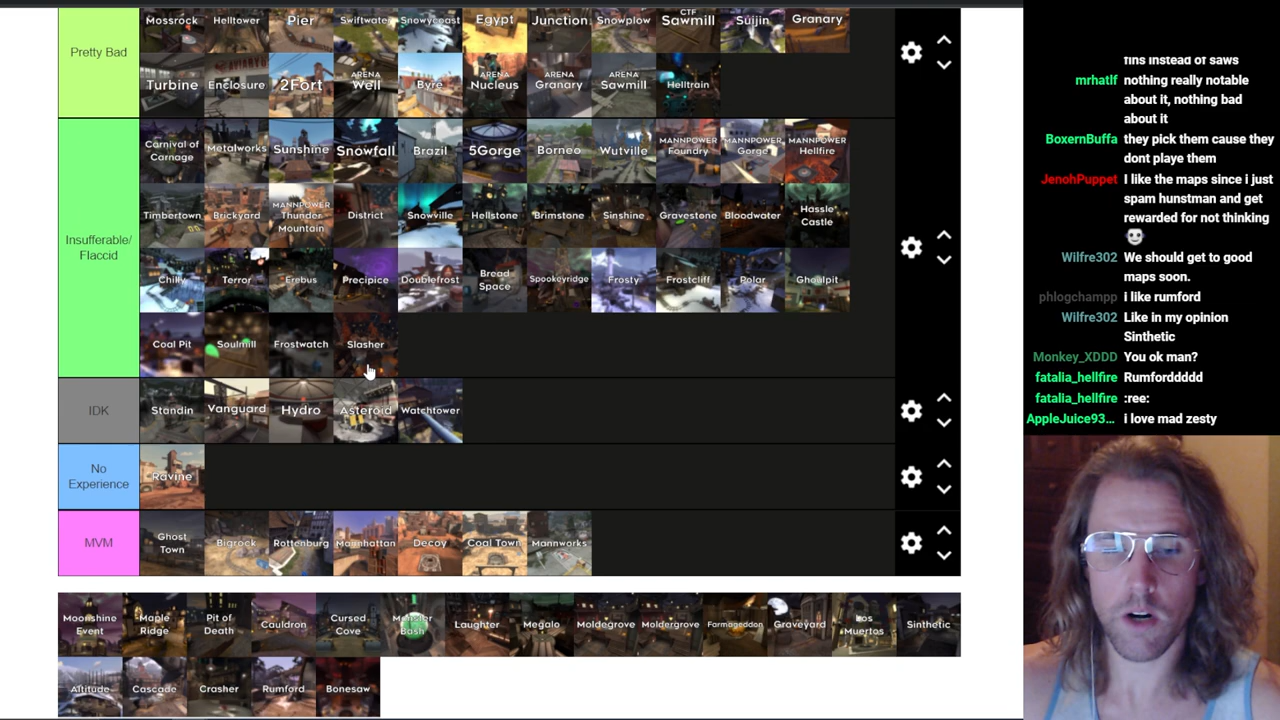 Pretty Bad
Mossrock Helltower Pier Swiftwater Snowycoast Egypt Junction Snowplow CTF Sawmill Suijin Granary
Turbine Enclosure 2Fort ARENA Well Byre ARENA Nucleus ARENA Granary ARENA Sawmill Helltrain
Insufferable/
Flaccid
Carnival of Carnage Metalworks Sunshine Snowfall Brazil 5Gorge Borneo Wutville MANNPOWER Foundry MANNPOWER Gorge MANNPOWER Hellfire
Timbertown Brickyard MANNPOWER Thunder Mountain District Snowville Hellstone Brimstone Sinshine Gravestone Bloodwater Hassle Castle
Chilly Terror Erebus Precipice Doublefrost Bread Space Spookeyridge Frosty Frostcliff Polar Ghoulpit
Coal Pit Soulmill Frostwatch Slasher
IDK
Standin Vanguard Hydro Asteroid Watchtower
No
Experience
Ravine
MVM
Ghost Town Bigrock Rottenburg Mannhattan Decoy Coal Town Mannworks
Moonshine Event Maple Ridge Pit of Death Cauldron Cursed Cove Monster Bash Laughter Megalo Moldegrove Moldergrove Farmageddon Graveyard Los Muertos Sinthetic
Altitude Cascade Crasher Rumford Bonesaw
fins instead of saws
mrhatlf nothing really notable
about it, nothing bad
about it
BoxernBuffa they pick them cause they
dont playe them
JenohPuppet I like the maps since i just
spam hunstman and get
rewarded for not thinking
Wilfre302 We should get to good
maps soon.
phlogchampp i like rumford
Wilfre302 Like in my opinion
Sinthetic
Monkey_XDDD You ok man?
fatalia_hellfire Rumfordddd
fatalia_hellfire :ree:
AppleJuice93... i love mad zesty